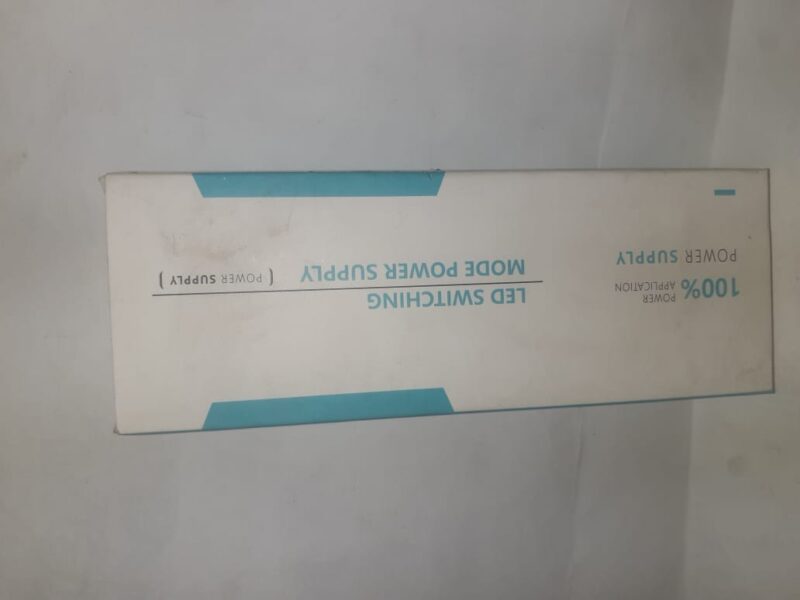 100% POWER APPLICATION
POWER SUPPLY
LED SWITCHING
MODE POWER SUPPLY
(POWER SUPPLY)